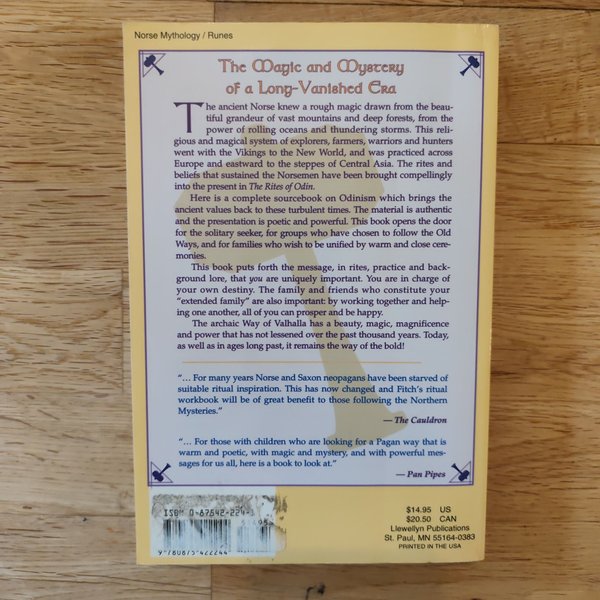 Norse Mythology / Runes
The Magic and Mystery
of a Long-Vanished Era
The ancient Norse knew a rough magic drawn from the beau-
tiful grandeur of vast mountains and deep forests, from the
power of rolling oceans and thundering storms. This reli-
gious and magical system of explorers, farmers, warriors and hunters
went with the Vikings to the New World, and was practiced across
Europe and eastward to the steppes of Central Asia. The rites and
beliefs that sustained the Norsemen have been brought compellingly
into the present in The Rites of Odin.
Here is a complete sourcebook on Odinism which brings the
ancient values back to these turbulent times. The material is authentic
and the presentation is poetic and powerful. This book opens the door
for the solitary seeker, for groups who have chosen to follow the Old
Ways, and for families who wish to be unified by warm and close cere-
monies.
This book puts forth the message, in rites, practice and back-
ground lore, that you are uniquely important. You are in charge of
your own destiny. The family and friends who constitute your
“extended family” are also important: by working together and help-
ing one another, all of you can prosper and be happy.
The archaic Way of Valhalla has a beauty, magic, magnificence
and power that has not lessened over the past thousand years. Today,
as well as in ages long past, it remains the way of the bold!
“... For many years Norse and Saxon neopagans have been starved of
suitable ritual inspiration. This has now changed and Fitch's ritual
workbook will be of great benefit to those following the Northern
Mysteries.”
— The Cauldron
“... For those with children who are looking for a Pagan way that is
warm and poetic, with magic and mystery, and with powerful mes-
sages for us all, here is a book to look at.”
— Pan Pipes
ISBN 0-87542-224-
9 780875 422244
$14.95 US
$20.50 CAN
Llewellyn Publications
St. Paul, MN 55164-0383
PRINTED IN THE USA